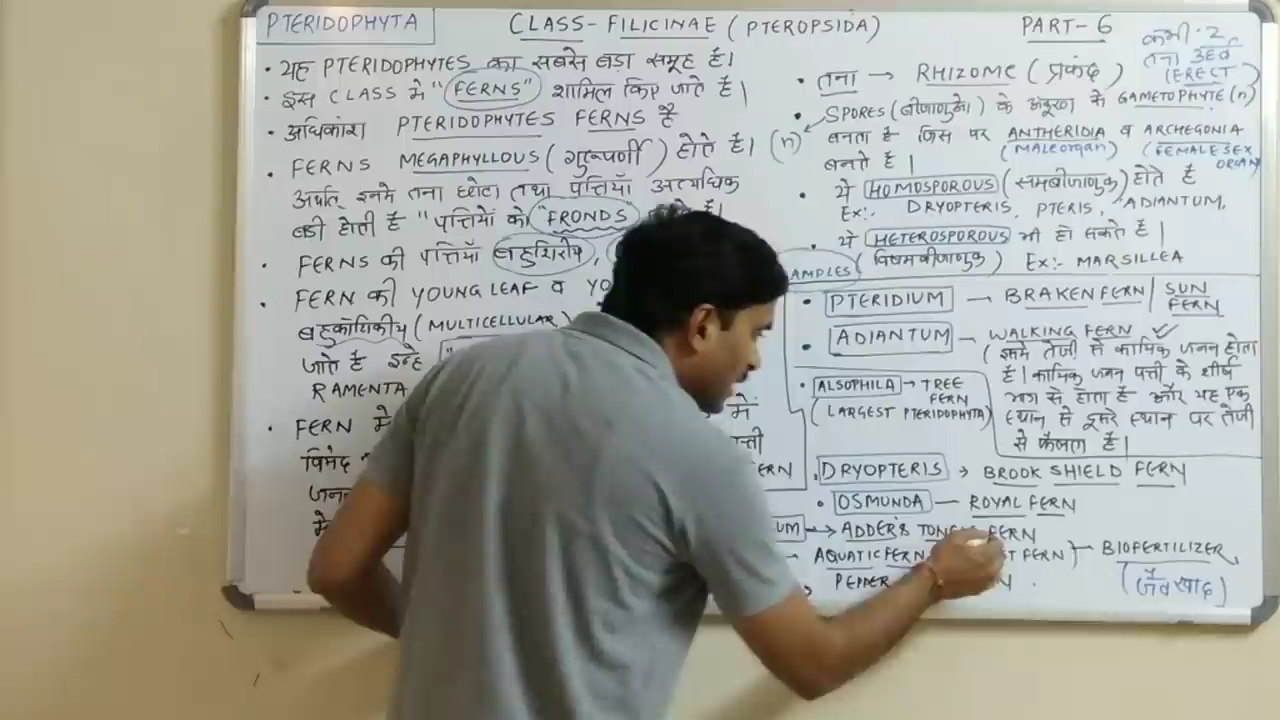 PTERIDOPHYTA
CLASS-FILICINAE (PTEROPSIDA)
PART-6
• यह PTERIDOPHYTES का सबसे बड़ा समूह है।
• इस CLASS में "FERNS" शामिल किए जाते है।
• अधिकांश PTERIDOPHYTES FERNS है
• FERNS MEGAPHYLLOUS (गुरूपर्णी) होते है।
अर्थात् इनमे तना छोटा तथा पत्तियाँ अत्यधिक
बडी होती है "पत्तियों को "FRONDS" है।
• FERNS की पत्तियाँ बहुशिरीय,
• FERN की YOUNG LEAF व
बहुकोशिकीय (MULTICELLULAR)
जाते है इन्हे
RAMENTA
• FERN में
में
कभी-2
तना उर्ध्व
(ERECT
• तना → RHIZOME (प्रकंद)
• SPORES (बीजाणुओ) के अंकुरण के GAMETOPHYTE (n)
(n) बनता है जिस पर ANTHERIDIA व ARCHEGONIA
(MALE organ) (FEMALE SEX
बनते है। ORGAN)
• ये HOMOSPOROUS (समबीजाणुक) होते है
Ex:- DRYOPTERIS, PTERIS, ADIANTUM,
• ये HETEROSPOROUS भी हो सकते है।
(विषमबीजाणुक) Ex:- MARSILLEA
AMPLES
• PTERIDIUM — BRAKEN FERN / SUN
FERN
• ADIANTUM — WALKING FERN ✓
(इसमे तेजी से कायिक जनन होता
है। कायिक जनन पत्ती के शीर्ष
भाग से होता है और यह एक
स्थान से दूसरे स्थान पर तेजी
से फैलता है।
• ALSOPHILA → TREE
FERN
(LARGEST PTERIDOPHYTA)
ERN
• DRYOPTERIS → BROOK SHIELD FERN
• OSMUNDA — ROYAL FERN
UM → ADDER'S FERN
— AQUATIC FERN FERN) — BIOFERTILIZER
(जैव खाद)
PEPPER